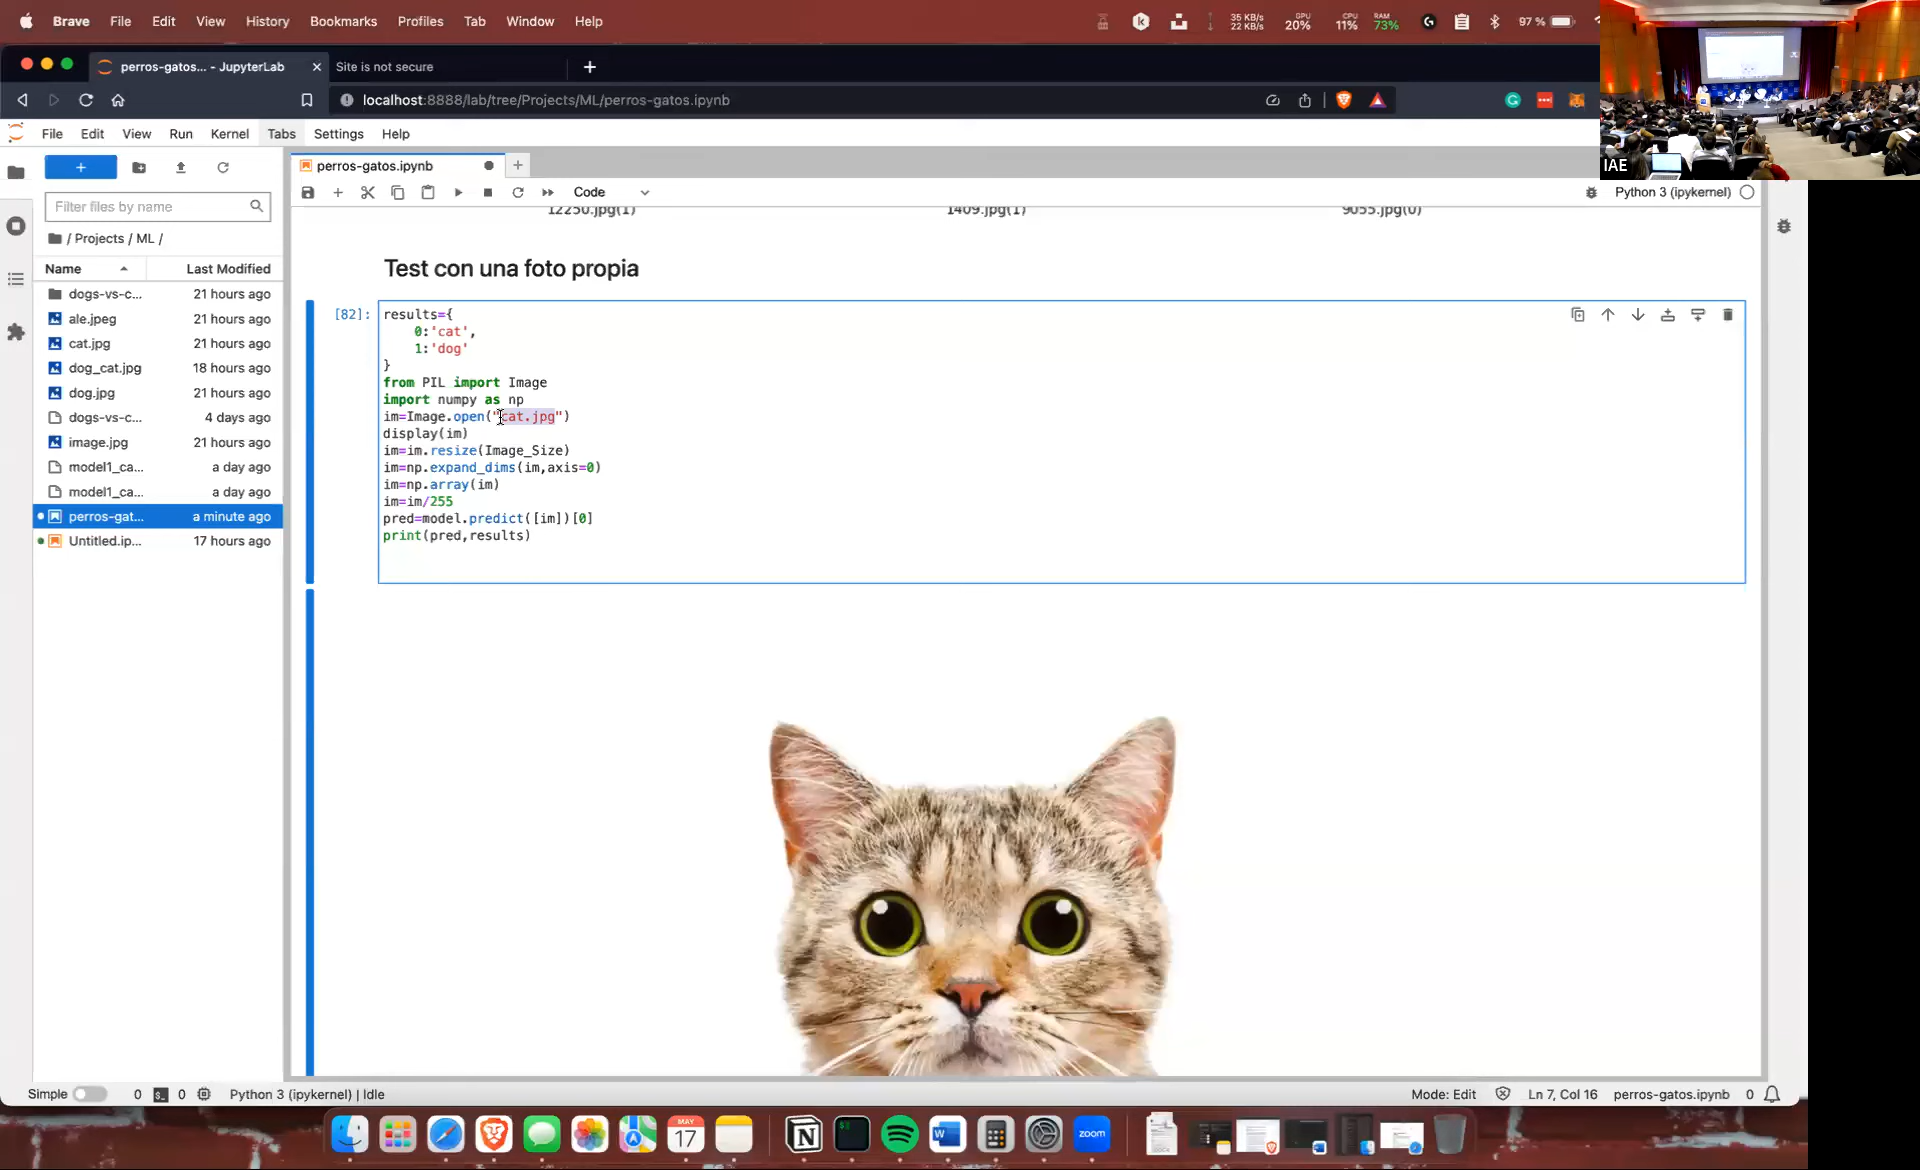 Brave File Edit View History Bookmarks Profiles Tab Window Help
35 KB/s
22 KB/s
GPU
20%
CPU
11%
RAM
73%
97 %
perros-gatos... - JupyterLab
Site is not secure
localhost:8888/lab/tree/Projects/ML/perros-gatos.ipynb
IAE
File Edit View Run Kernel Tabs Settings Help
perros-gatos.ipynb
Code
Python 3 (ipykernel)
Filter files by name
/ Projects / ML /
Name Last Modified
dogs-vs-c... 21 hours ago
ale.jpeg 21 hours ago
cat.jpg 21 hours ago
dog_cat.jpg 18 hours ago
dog.jpg 21 hours ago
dogs-vs-c... 4 days ago
image.jpg 21 hours ago
model1_ca... a day ago
model1_ca... a day ago
perros-gat... a minute ago
Untitled.ip... 17 hours ago
12250.jpg(1) 1409.jpg(1) 9055.jpg(0)
Test con una foto propia
[82]:
results={
0:'cat',
1:'dog'
}
from PIL import Image
import numpy as np
im=Image.open("cat.jpg")
display(im)
im=im.resize(Image_Size)
im=np.expand_dims(im,axis=0)
im=np.array(im)
im=im/255
pred=model.predict([im])[0]
print(pred,results)
Simple 0 0 Python 3 (ipykernel) | Idle
Mode: Edit Ln 7, Col 16 perros-gatos.ipynb 0
MAY
17
zoom